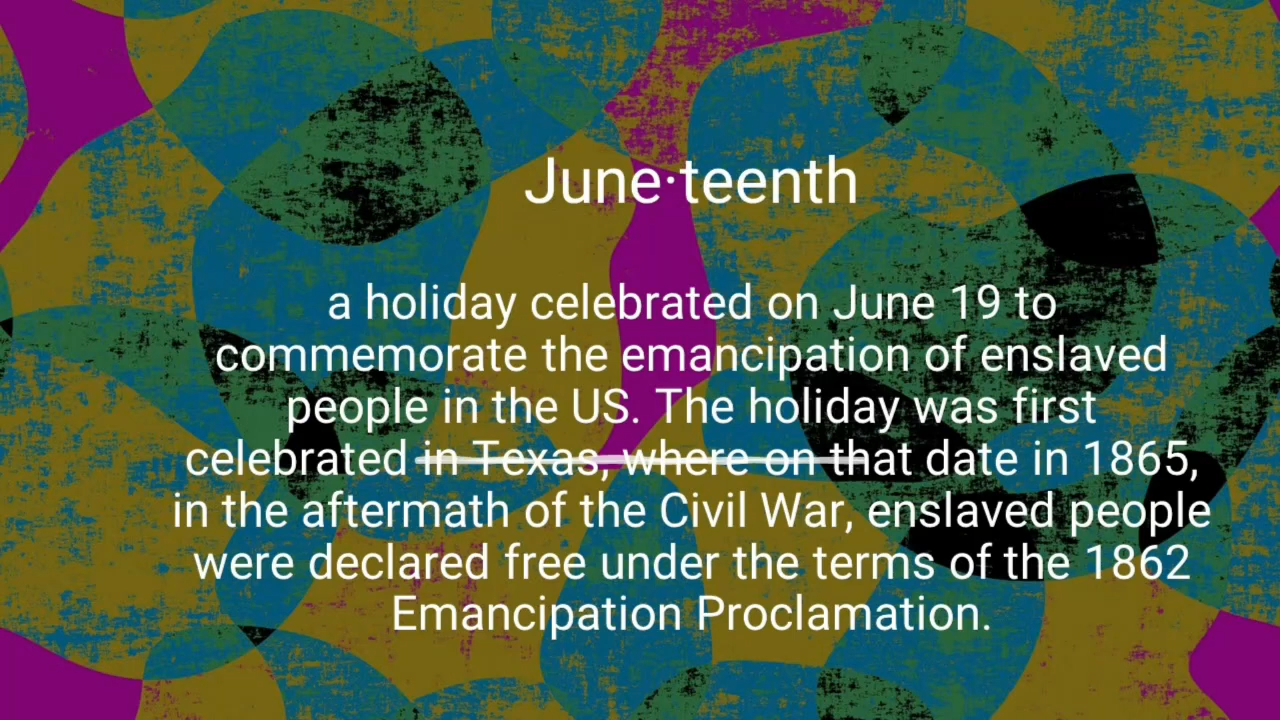 June·teenth
a holiday celebrated on June 19 to
commemorate the emancipation of enslaved
people in the US. The holiday was first
celebrated in Texas, where on that date in 1865,
in the aftermath of the Civil War, enslaved people
were declared free under the terms of the 1862
Emancipation Proclamation.